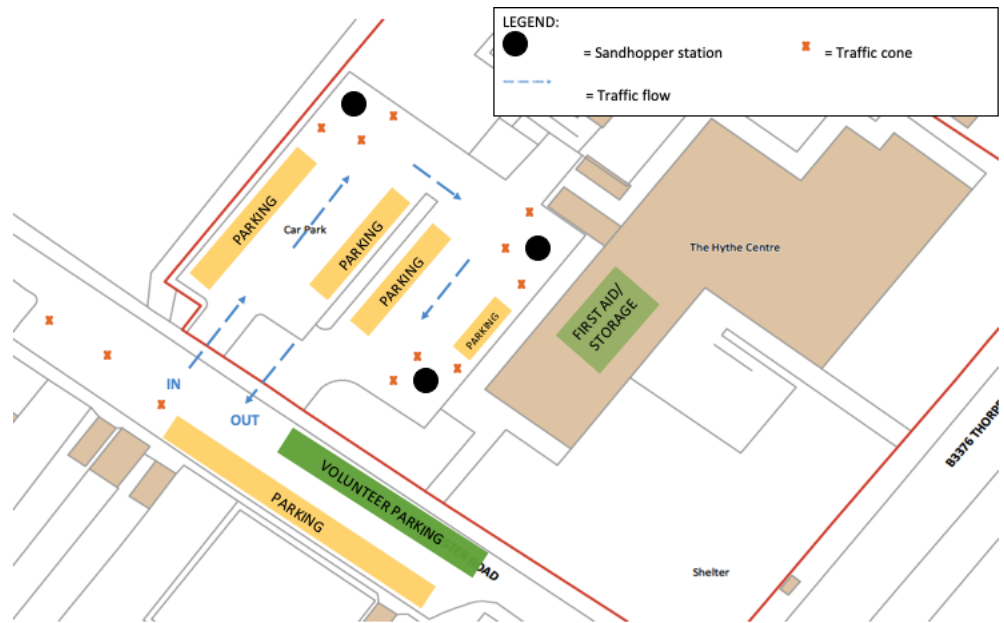 LEGEND:
= Sandhopper station
= Traffic cone
= Traffic flow
PARKING
Car Park
PARKING
PARKING
PARKING
The Hythe Centre
FIRST AID/
STORAGE
IN
OUT
PARKING
VOLUNTEER PARKING
ROAD
B3376 THORP
Shelter